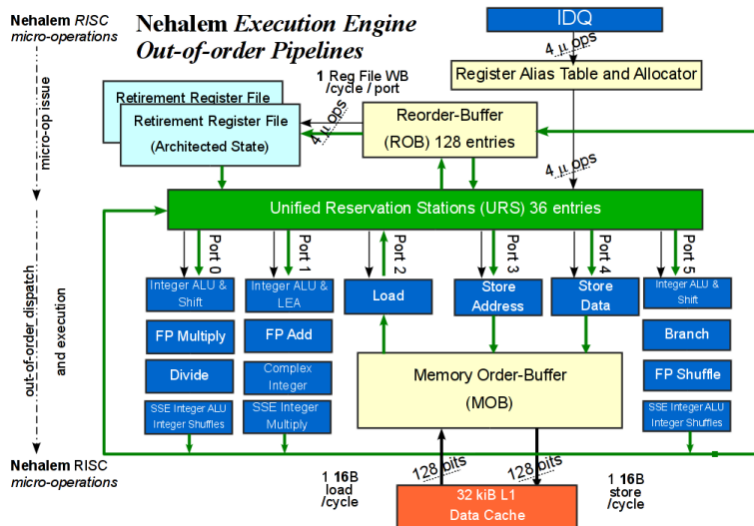 Nehalem RISC
micro-operations
Nehalem Execution Engine
Out-of-order Pipelines
IDQ
4 μ ops
Register Alias Table and Allocator
1 Reg File WB
/cycle / port
Retirement Register File
Retirement Register File
(Architected State)
4 μ ops
Reorder-Buffer
(ROB) 128 entries
4 μ ops
micro-op issue
Unified Reservation Stations (URS) 36 entries
Port 0
Port 1
Port 2
Port 3
Port 4
Port 5
Integer ALU &
Shift
FP Multiply
Divide
SSE Integer ALU
Integer Shuffles
Integer ALU &
LEA
FP Add
Complex
Integer
SSE Integer
Multiply
Load
Store
Address
Store
Data
Integer ALU &
Shift
Branch
FP Shuffle
SSE Integer ALU
Integer Shuffles
Memory Order-Buffer
(MOB)
out-of-order dispatch
and execution
Nehalem RISC
micro-operations
1 16B
load
/cycle
128 bits
128 bits
1 16B
store
/cycle
32 kiB L1
Data Cache